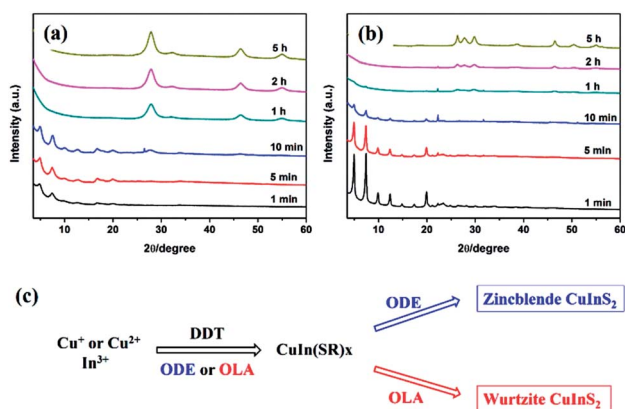 (a)
Intensity (a.u.)
5 h
2 h
1 h
10 min
5 min
1 min
10 20 30 40 50 60
2θ/degree
(b)
Intensity (a.u.)
5 h
2 h
1 h
10 min
5 min
1 min
10 20 30 40 50 60
2θ/degree
(c)
Cu⁺ or Cu²⁺
In³⁺
DDT
ODE or OLA
CuIn(SR)x
ODE
Zincblende CuInS₂
OLA
Wurtzite CuInS₂